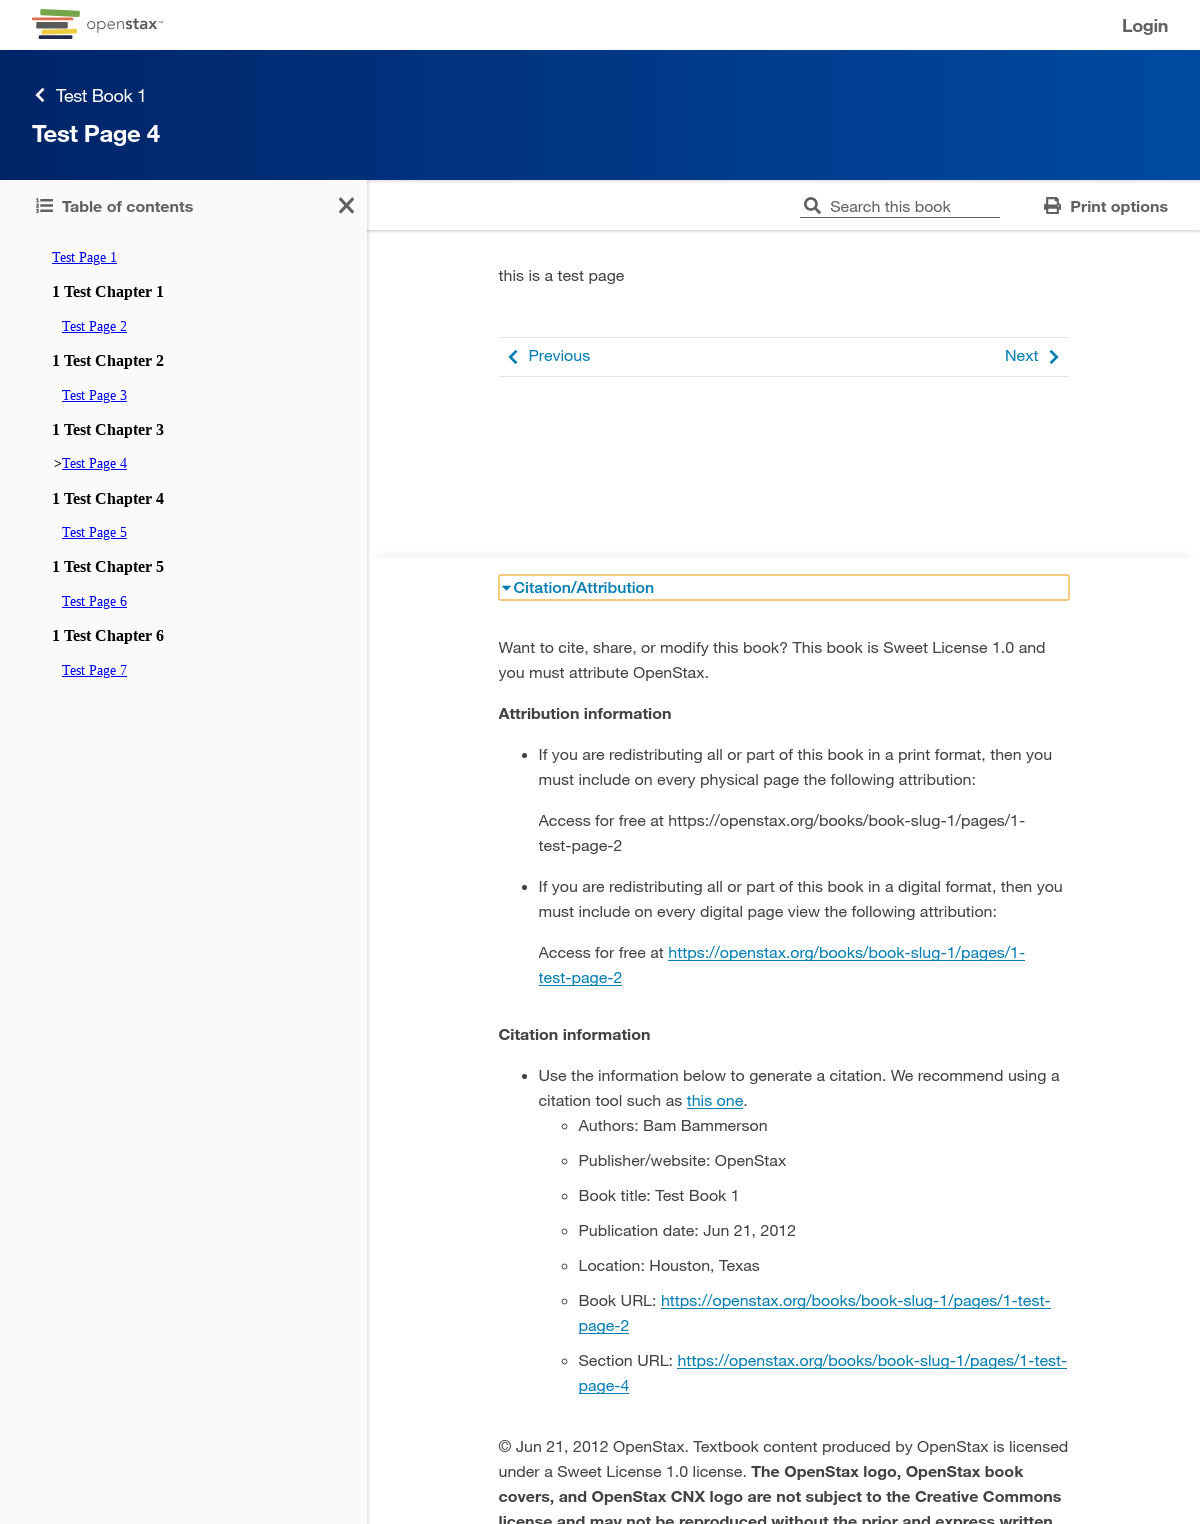 openstax™
Login
Test Book 1
Test Page 4
Table of contents
Search this book
Print options
Test Page 1
1 Test Chapter 1
Test Page 2
1 Test Chapter 2
Test Page 3
1 Test Chapter 3
>Test Page 4
1 Test Chapter 4
Test Page 5
1 Test Chapter 5
Test Page 6
1 Test Chapter 6
Test Page 7
this is a test page
Previous
Next
Citation/Attribution
Want to cite, share, or modify this book? This book is Sweet License 1.0 and
you must attribute OpenStax.
Attribution information
If you are redistributing all or part of this book in a print format, then you
must include on every physical page the following attribution:
Access for free at https://openstax.org/books/book-slug-1/pages/1-
test-page-2
If you are redistributing all or part of this book in a digital format, then you
must include on every digital page view the following attribution:
Access for free at https://openstax.org/books/book-slug-1/pages/1-
test-page-2
Citation information
Use the information below to generate a citation. We recommend using a
citation tool such as this one.
Authors: Bam Bammerson
Publisher/website: OpenStax
Book title: Test Book 1
Publication date: Jun 21, 2012
Location: Houston, Texas
Book URL: https://openstax.org/books/book-slug-1/pages/1-test-
page-2
Section URL: https://openstax.org/books/book-slug-1/pages/1-test-
page-4
© Jun 21, 2012 OpenStax. Textbook content produced by OpenStax is licensed
under a Sweet License 1.0 license. The OpenStax logo, OpenStax book
covers, and OpenStax CNX logo are not subject to the Creative Commons
license and may not be reproduced without the prior and express written